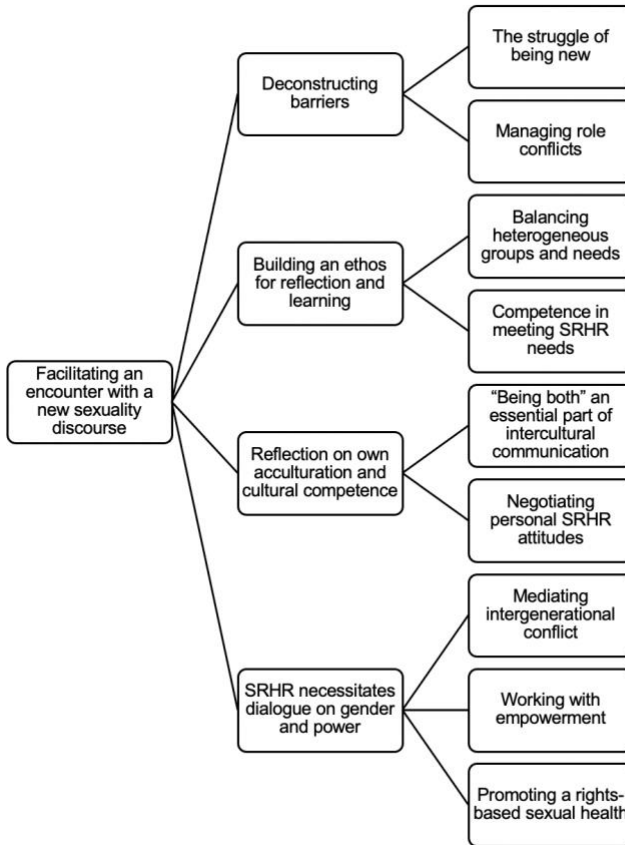 The struggle of
being new
Deconstructing
barriers
Managing role
conflicts
Balancing
heterogeneous
groups and needs
Building an ethos
for reflection and
learning
Competence in
meeting SRHR
needs
Facilitating an
encounter with a
new sexuality
discourse
“Being both” an
essential part of
intercultural
communication
Reflection on own
acculturation and
cultural competence
Negotiating
personal SRHR
attitudes
Mediating
intergenerational
conflict
SRHR necessitates
dialogue on gender
and power
Working with
empowerment
Promoting a rights-
based sexual health